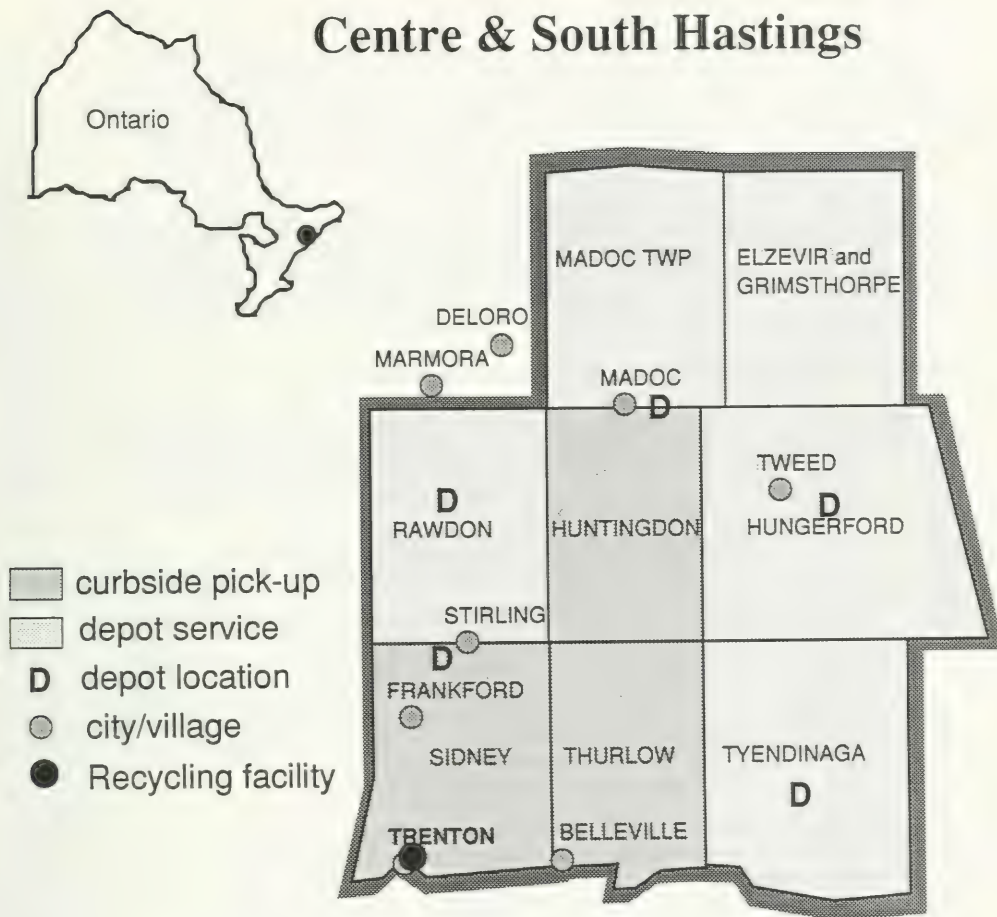 Centre & South Hastings
Ontario
MADOC TWP
ELZEVIR and
GRIMSTHORPE
DELORO
MARMORA
MADOC
D
TWEED
D
HUNGERFORD
D
RAWDON
HUNTINGDON
curbside pick-up
depot service
D depot location
city/village
Recycling facility
STIRLING
D
FRANKFORD
SIDNEY
THURLOW
TYENDINAGA
D
TRENTON
BELLEVILLE